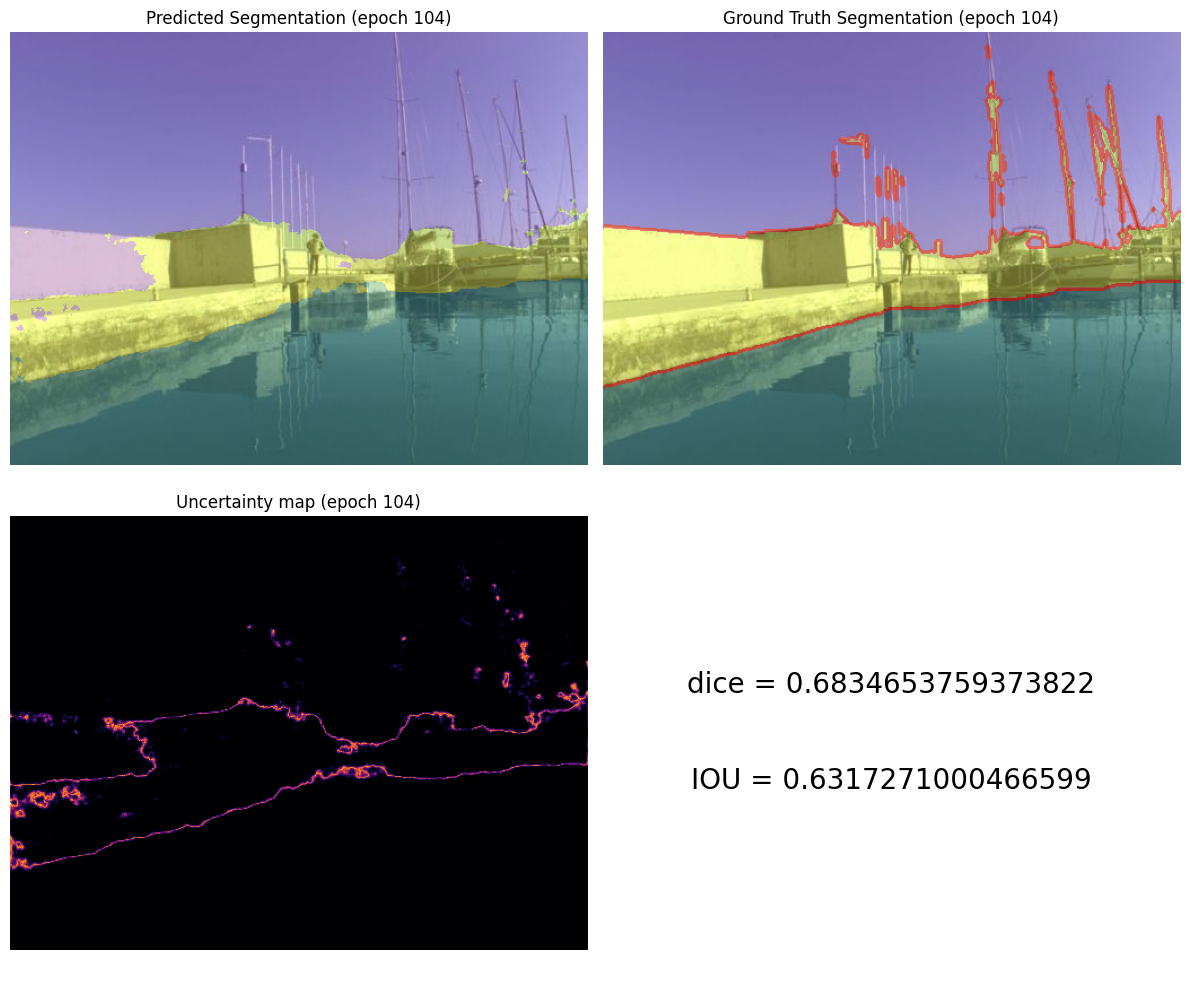 Predicted Segmentation (epoch 104)
Ground Truth Segmentation (epoch 104)
Uncertainty map (epoch 104)
dice = 0.6834653759373822
IOU = 0.6317271000466599